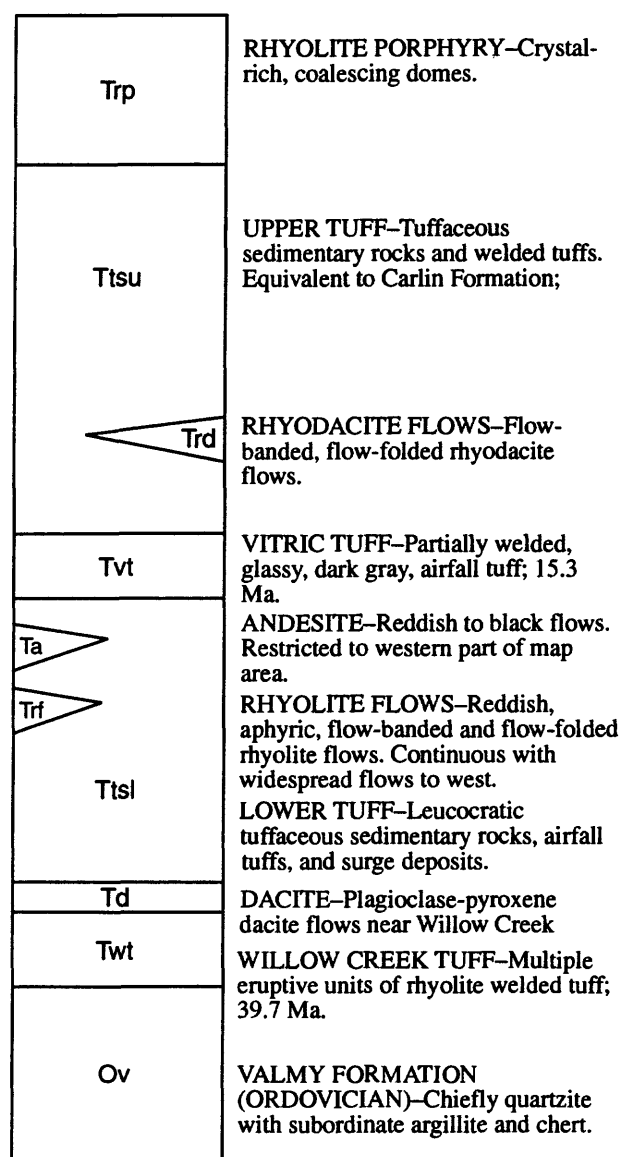 Trp
RHYOLITE PORPHYRY–Crystal-
rich, coalescing domes.
Ttsu
UPPER TUFF–Tuffaceous
sedimentary rocks and welded tuffs.
Equivalent to Carlin Formation;
Trd
RHYODACITE FLOWS–Flow-
banded, flow-folded rhyodacite
flows.
Tvt
VITRIC TUFF–Partially welded,
glassy, dark gray, airfall tuff; 15.3
Ma.
Ta
ANDESITE–Reddish to black flows.
Restricted to western part of map
area.
Trf
RHYOLITE FLOWS–Reddish,
aphyric, flow-banded and flow-folded
rhyolite flows. Continuous with
widespread flows to west.
Ttsl
LOWER TUFF–Leucocratic
tuffaceous sedimentary rocks, airfall
tuffs, and surge deposits.
Td
DACITE–Plagioclase-pyroxene
dacite flows near Willow Creek
Twt
WILLOW CREEK TUFF–Multiple
eruptive units of rhyolite welded tuff;
39.7 Ma.
Ov
VALMY FORMATION
(ORDOVICIAN)–Chiefly quartzite
with subordinate argillite and chert.